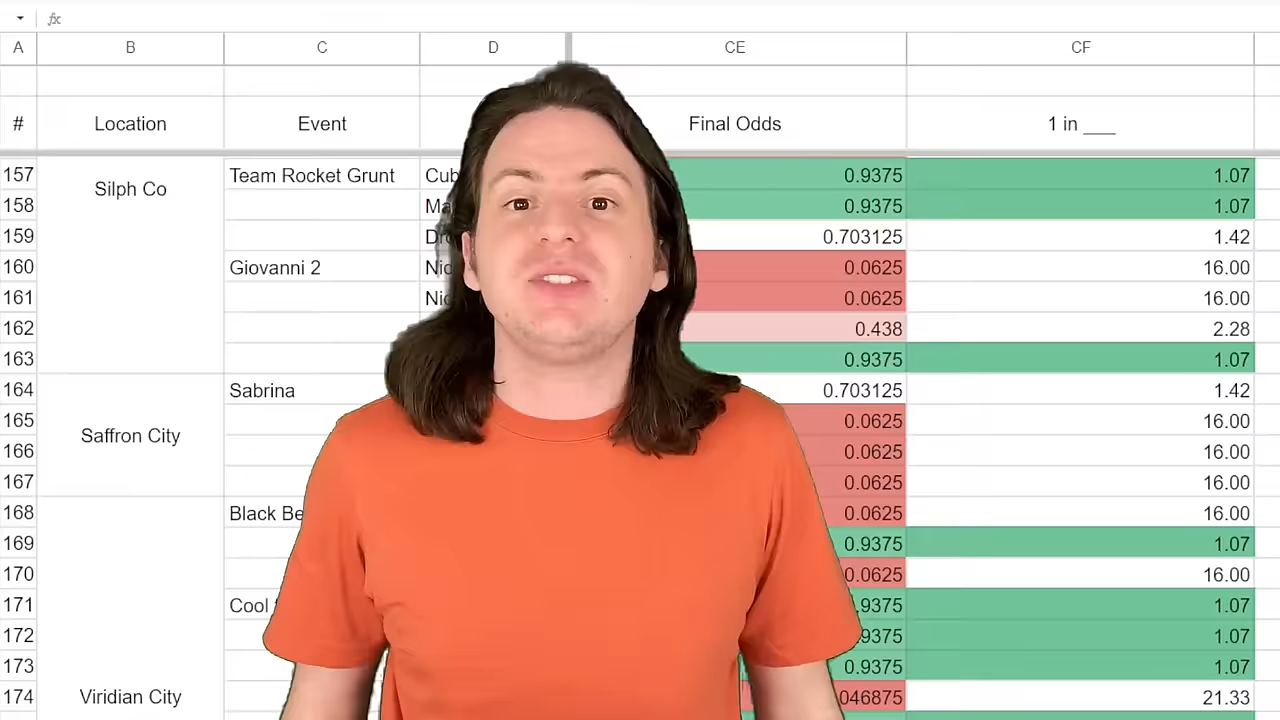 fx
A B C D CE CF
# Location Event Final Odds 1 in ___
157 Silph Co Team Rocket Grunt 0.9375 1.07
158 0.9375 1.07
159 0.703125 1.42
160 Giovanni 2 0.0625 16.00
161 0.0625 16.00
162 0.438 2.28
163 0.9375 1.07
164 Sabrina 0.703125 1.42
165 Saffron City 0.0625 16.00
166 0.0625 16.00
167 0.0625 16.00
168 Black 0.0625 16.00
169 0.9375 1.07
170 0.0625 16.00
171 Cool .9375 1.07
172 9375 1.07
173 9375 1.07
174 Viridian City 046875 21.33